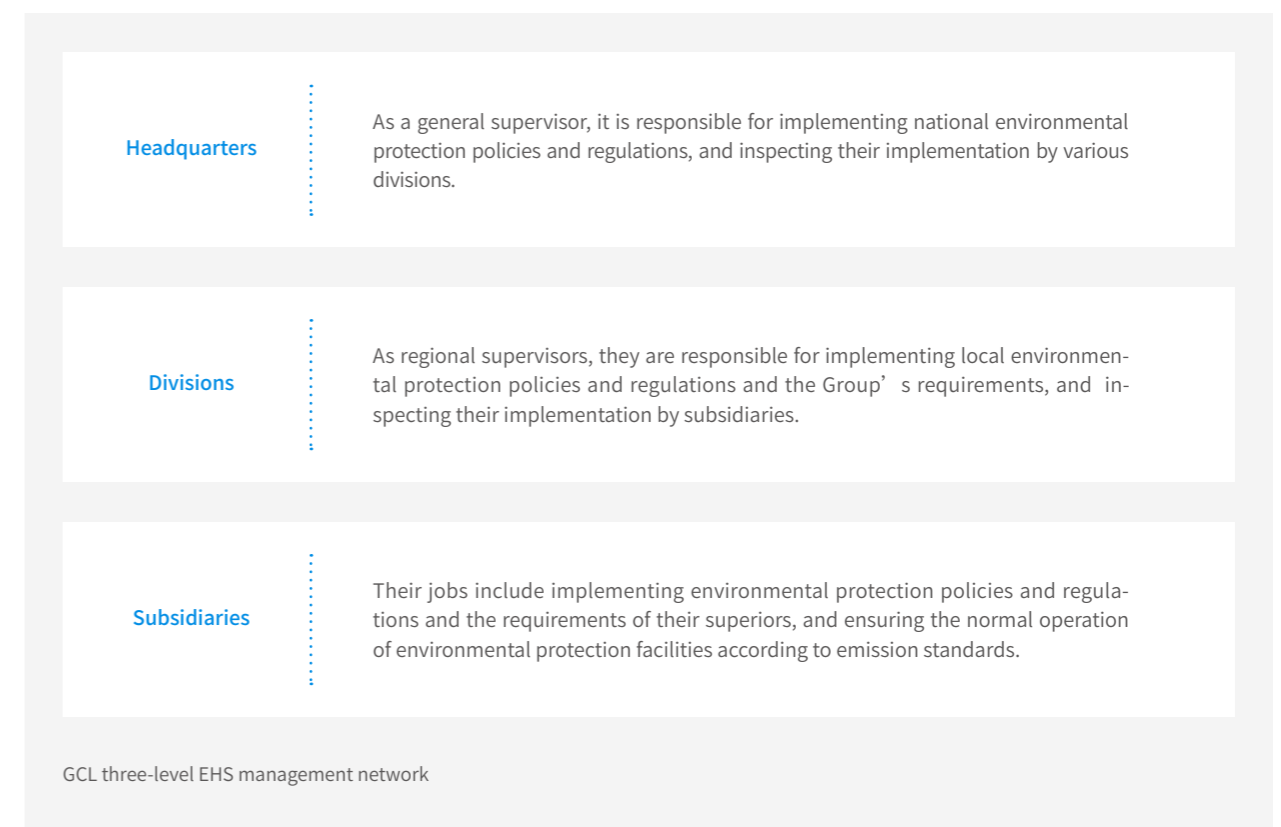 Headquarters
As a general supervisor, it is responsible for implementing national environmental
protection policies and regulations, and inspecting their implementation by various
divisions.
Divisions
As regional supervisors, they are responsible for implementing local environmen-
tal protection policies and regulations and the Group’ s requirements, and in-
specting their implementation by subsidiaries.
Subsidiaries
Their jobs include implementing environmental protection policies and regula-
tions and the requirements of their superiors, and ensuring the normal operation
of environmental protection facilities according to emission standards.
GCL three-level EHS management network